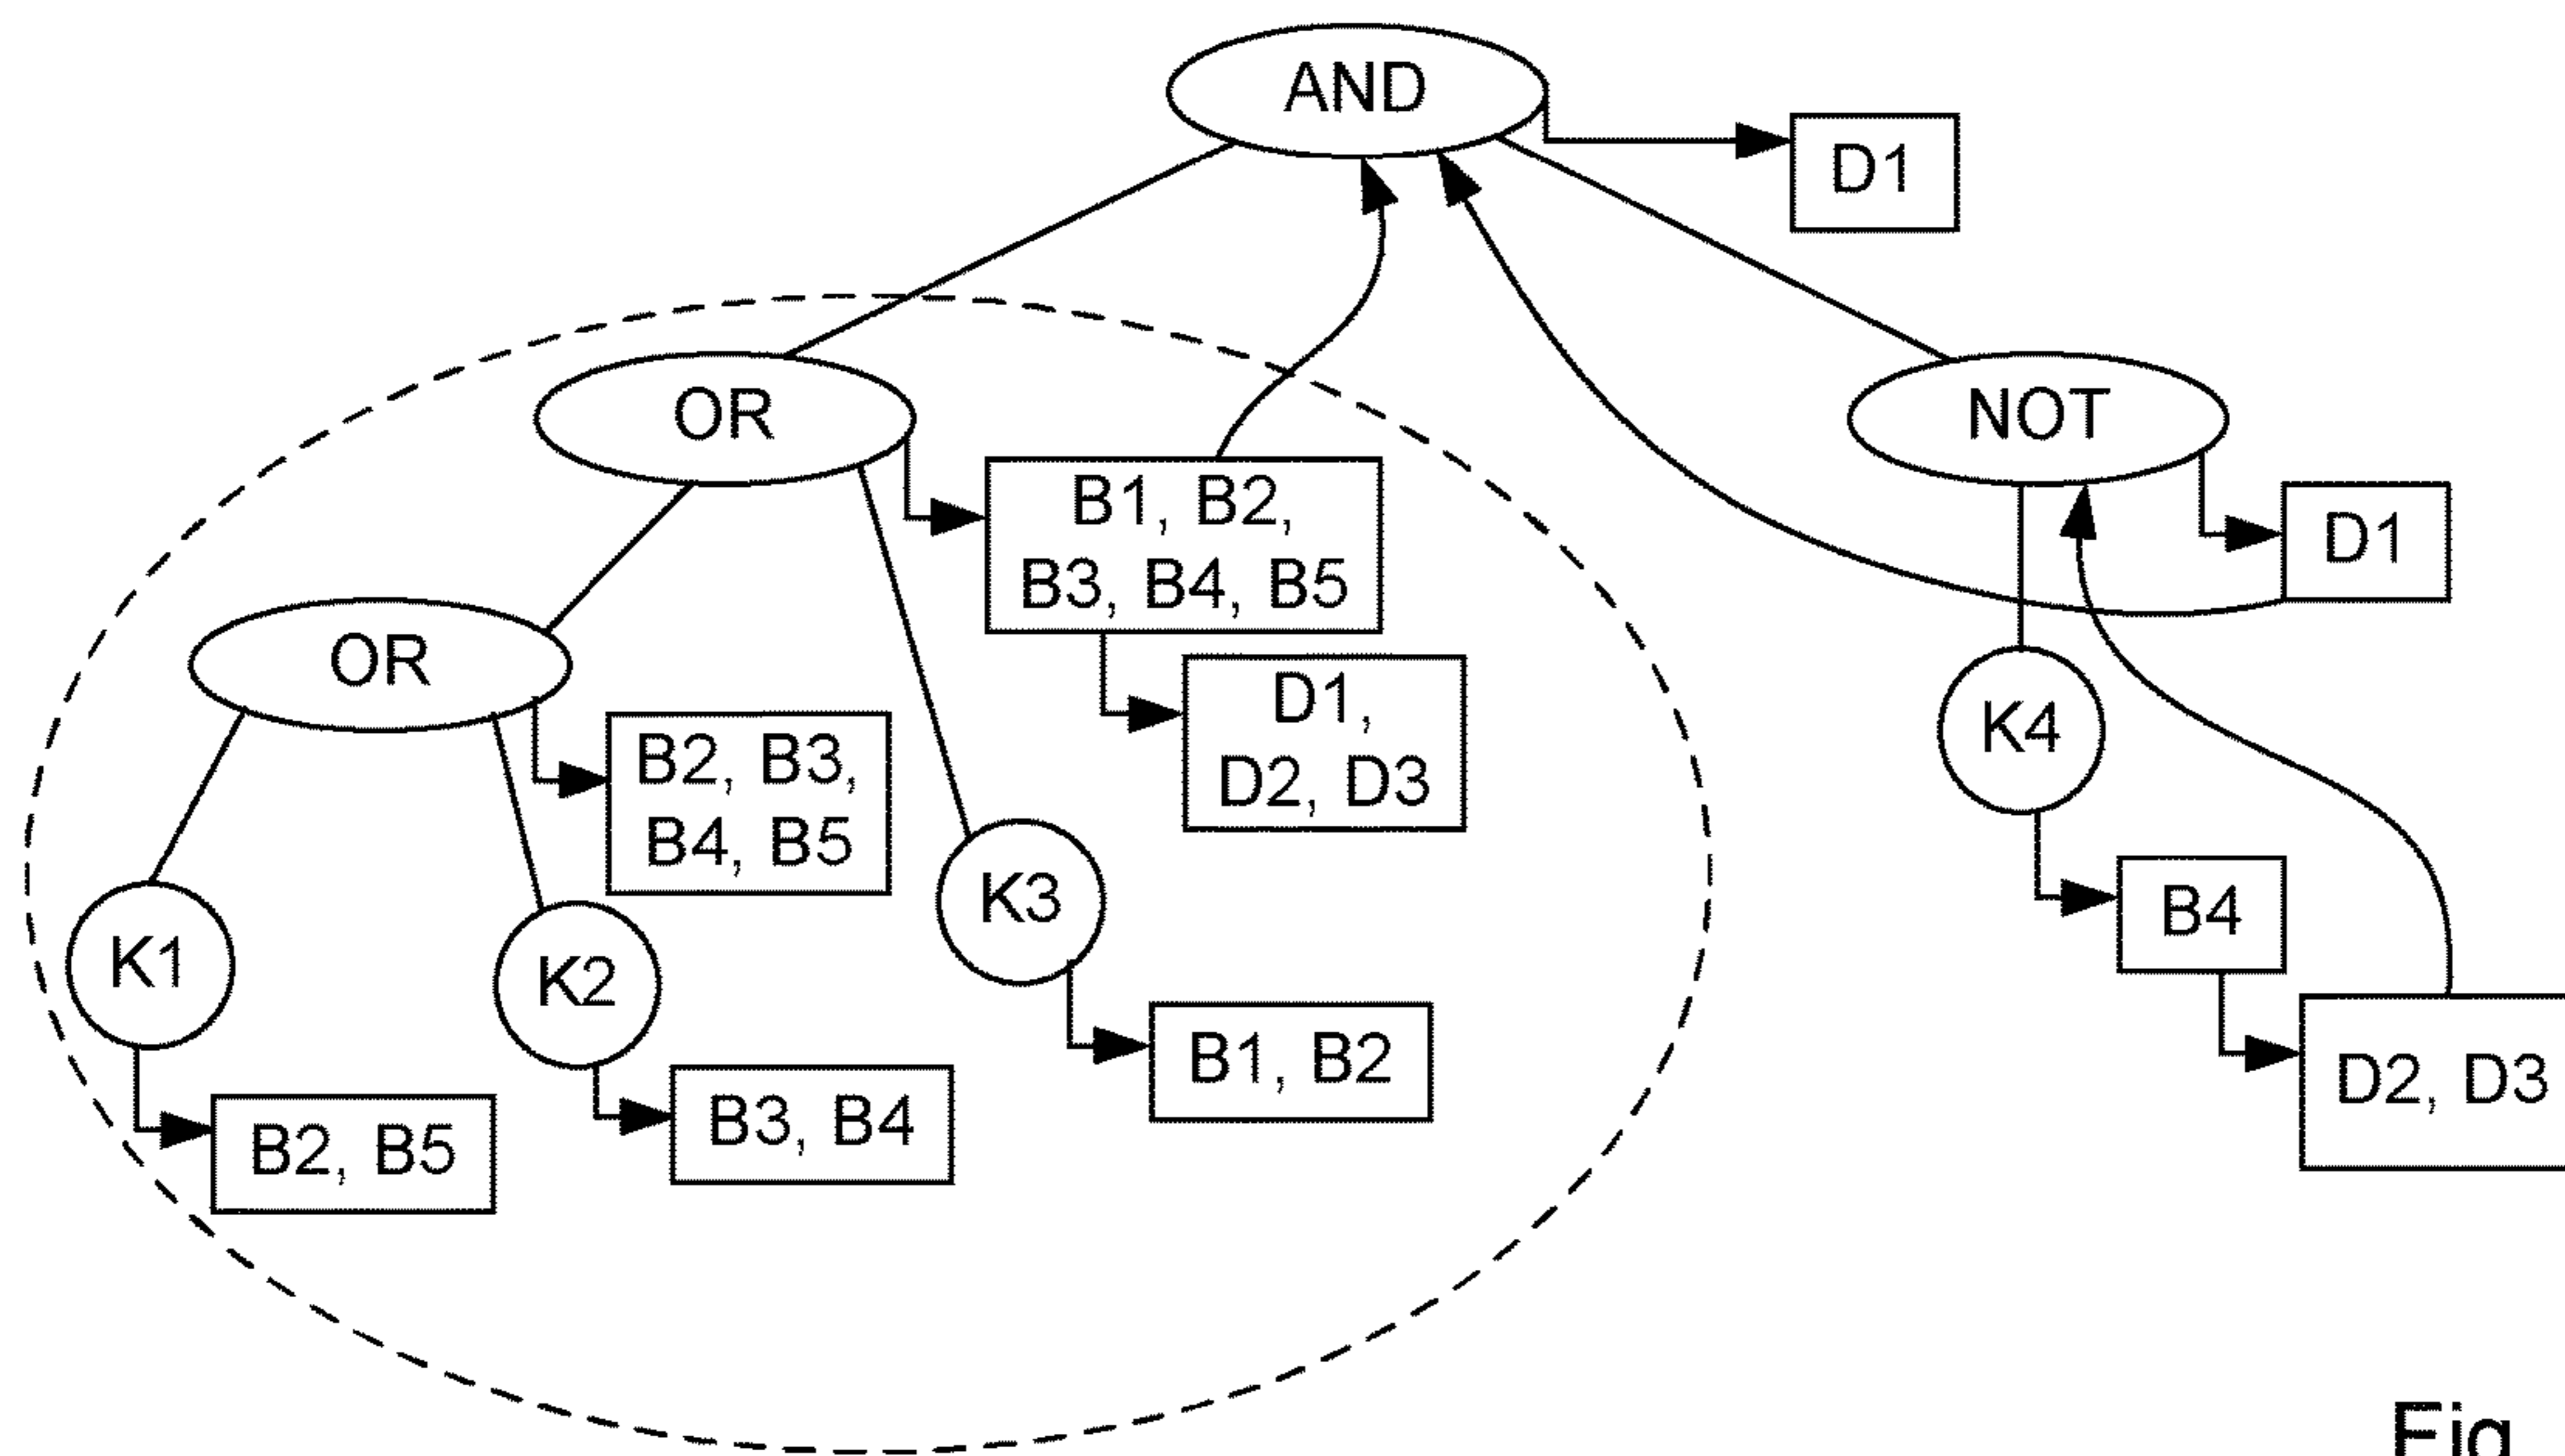 AND
D1
OR
NOT
B1, B2,
B3, B4, B5
D1
OR
D1,
D2, D3
B2, B3,
B4, B5
K4
K3
B4
K1
K2
B1, B2
D2, D3
B3, B4
B2, B5
Fig